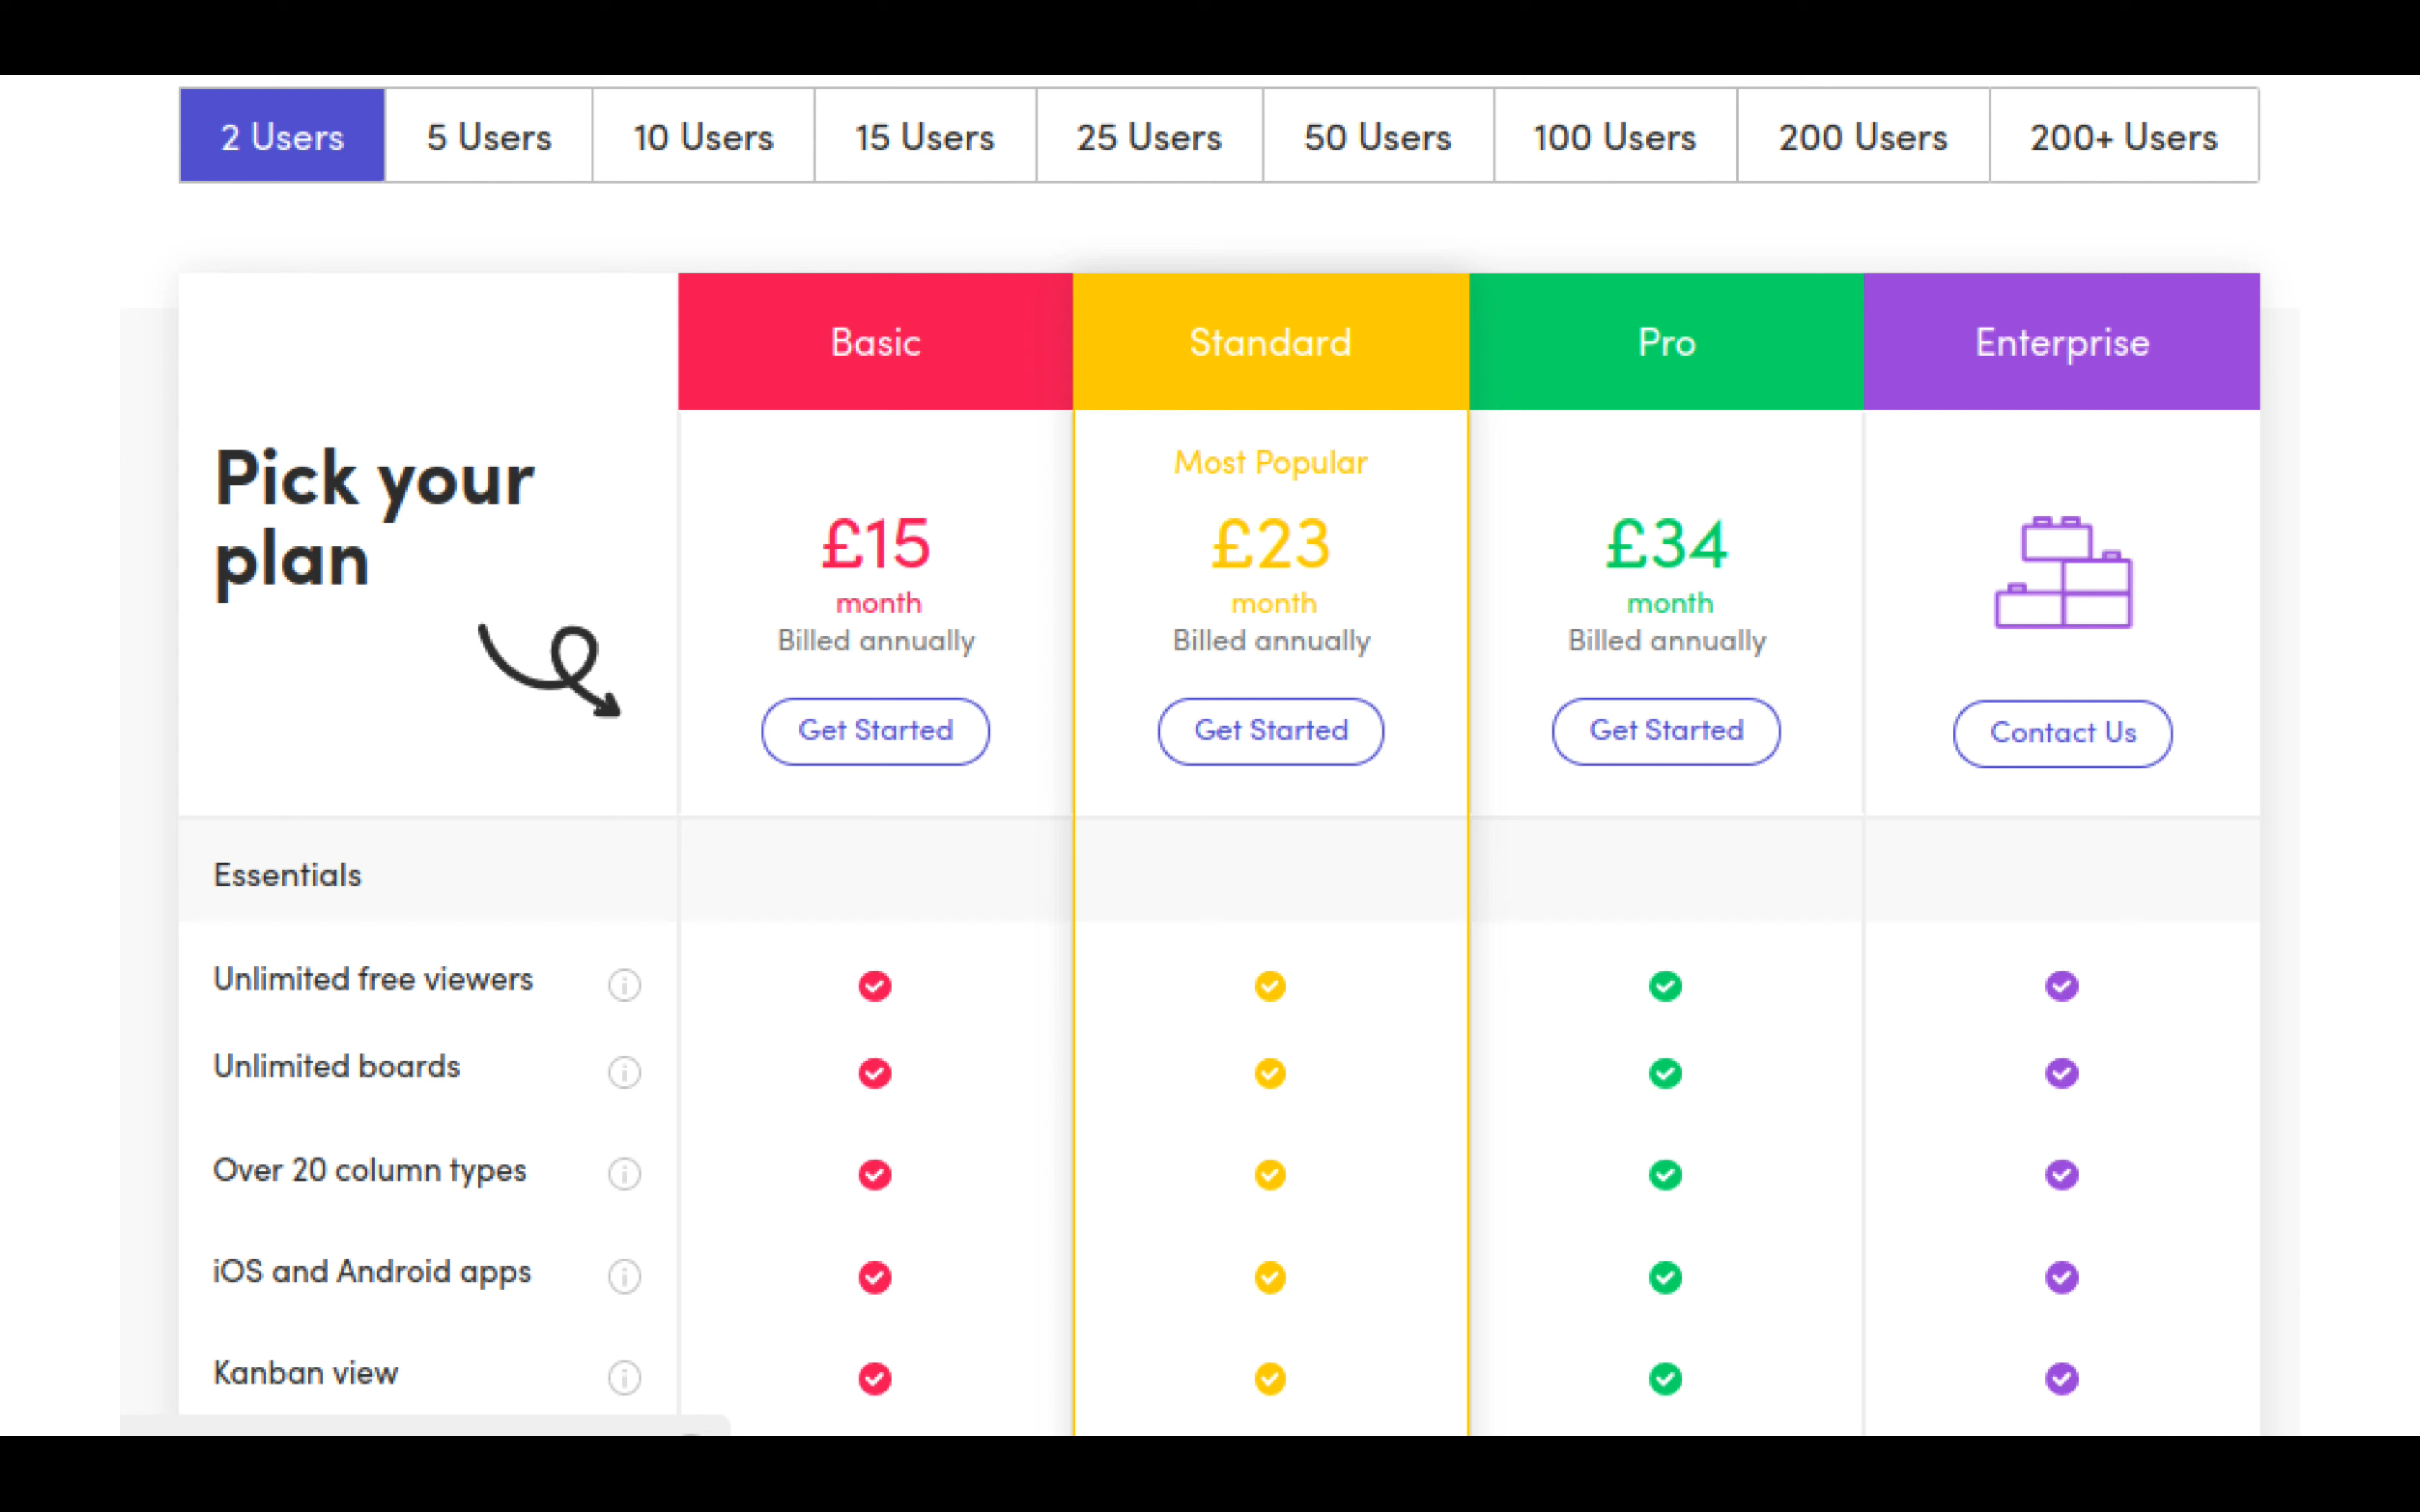 2 Users 5 Users 10 Users 15 Users 25 Users 50 Users 100 Users 200 Users 200+ Users
Basic Standard Pro Enterprise
Pick your
plan
Most Popular
£15 £23 £34
month month month
Billed annually Billed annually Billed annually
Get Started Get Started Get Started Contact Us
Essentials
Unlimited free viewers
Unlimited boards
Over 20 column types
iOS and Android apps
Kanban view